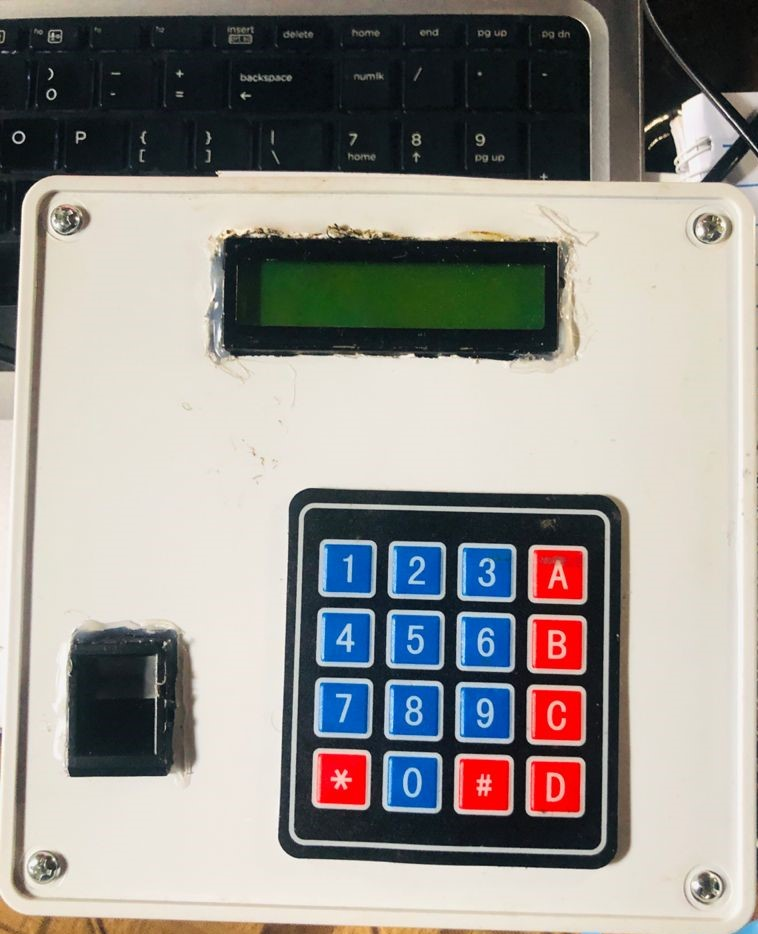 insert delete home end pg up pg dn
) _ + backspace numlk / * -
0 - = ←
O P { } | 7 8 9
[ ] \ home ↑ pg up
+
1 2 3 A
4 5 6 B
7 8 9 C
* 0 # D